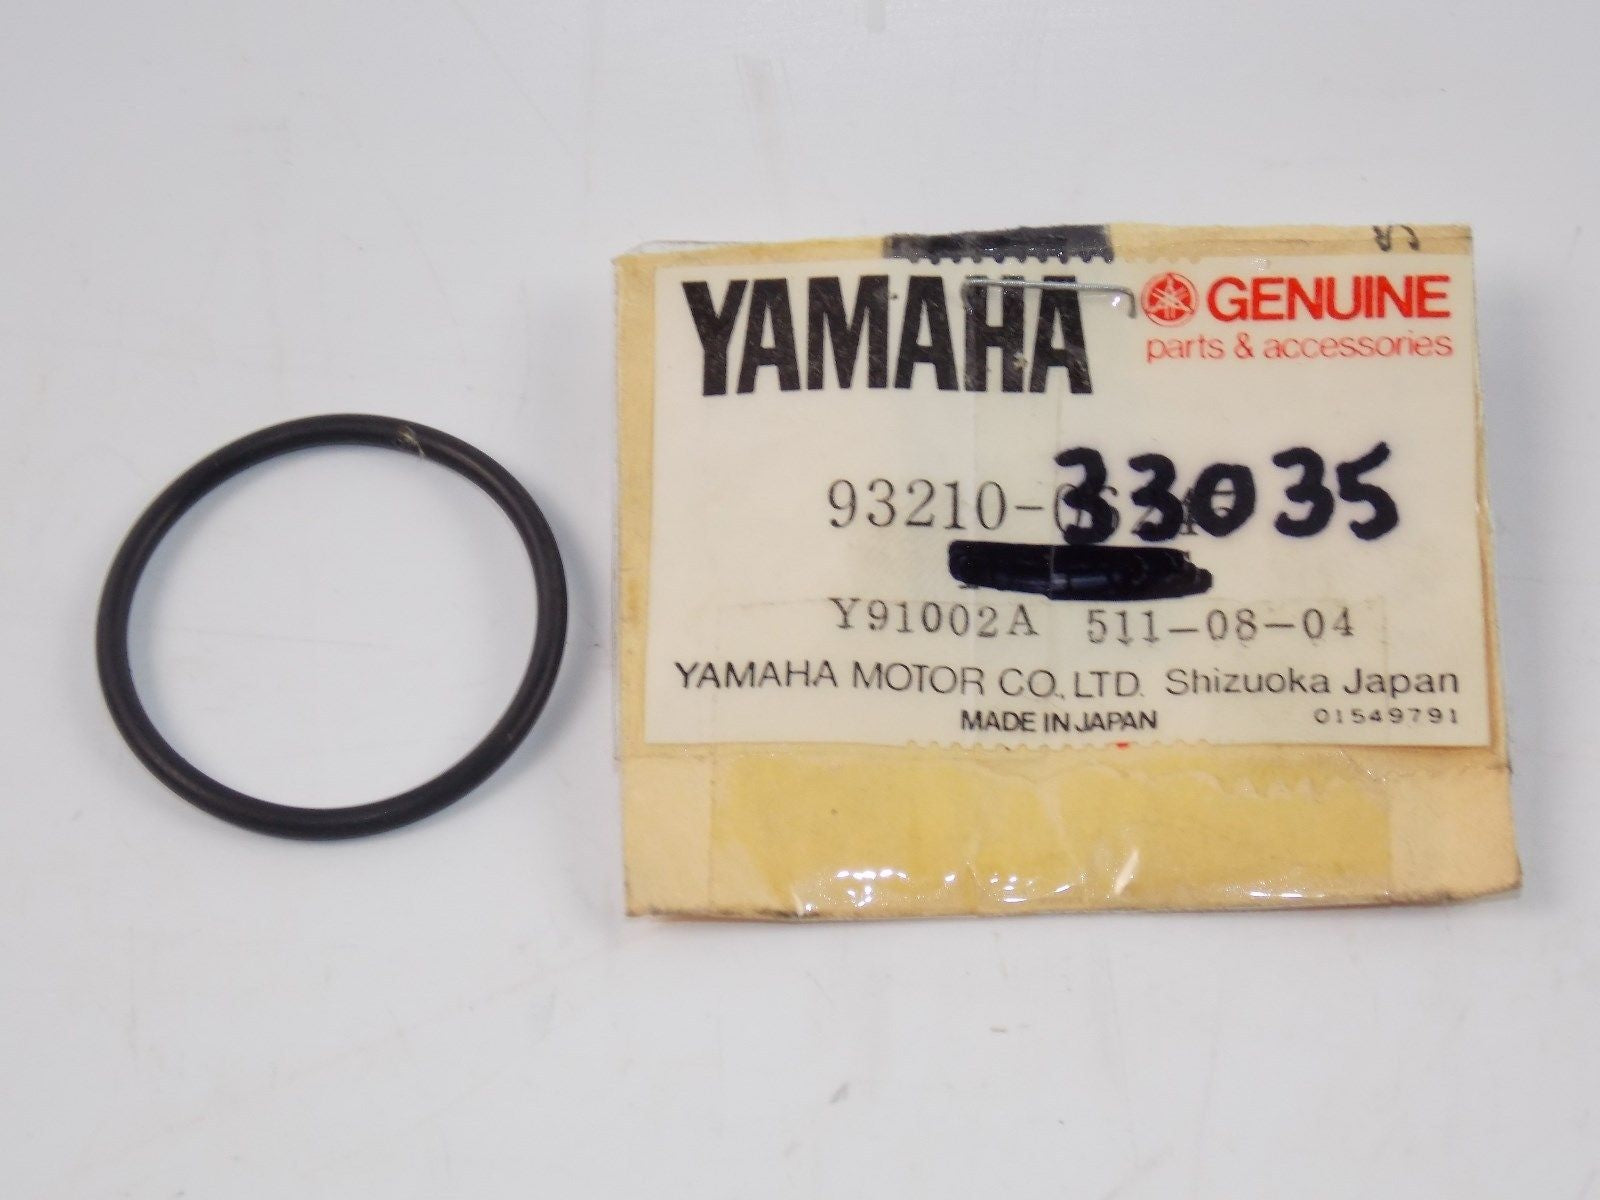 YAMAHA
GENUINE
parts & accessories
93210-33035
Y91002A 511-08-04
YAMAHA MOTOR CO., LTD. Shizuoka Japan
MADE IN JAPAN 01549791